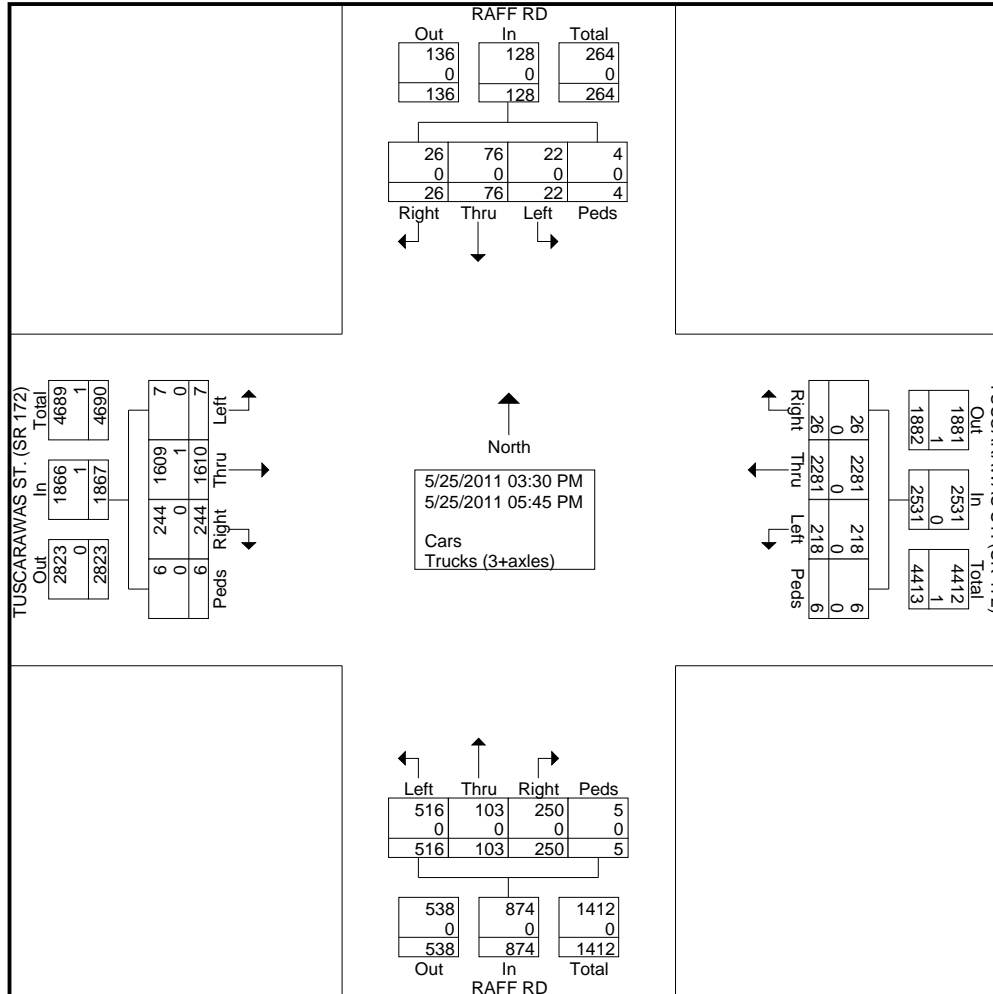 RAFF RD
Out In Total
136 128 264
0 0 0
136 128 264
26 76 22 4
0 0 0 0
26 76 22 4
Right Thru Left Peds
TUSCARAWAS ST. (SR 172)
Total In Out
4689 1866 2823
1 1 0
4690 1867 2823
7 1609 244 6
0 1 0 0
7 1610 244 6
Left Thru Right Peds
North
5/25/2011 03:30 PM
5/25/2011 05:45 PM
Cars
Trucks (3+axles)
Right Thru Left Peds
26 2281 218 6
0 0 0 0
26 2281 218 6
Out In Total
1881 2531 4412
1 0 1
1882 2531 4413
Left Thru Right Peds
516 103 250 5
0 0 0 0
516 103 250 5
538 874 1412
0 0 0
538 874 1412
Out In Total
RAFF RD